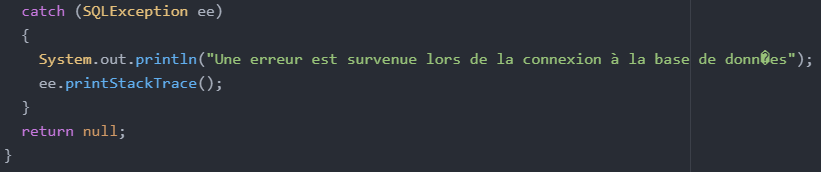 catch (SQLException ee)
{
System.out.println("Une erreur est survenue lors de la connexion à la base de donn�es");
ee.printStackTrace();
}
return null;
}